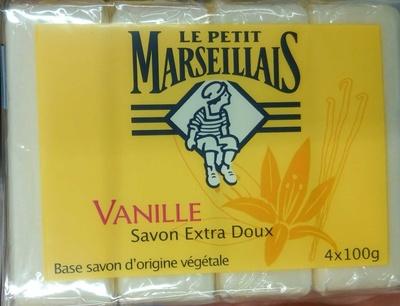 LE PETIT
MARSEILLAIS
VANILLE
Savon Extra Doux
Base savon d'origine végétale
4x100g